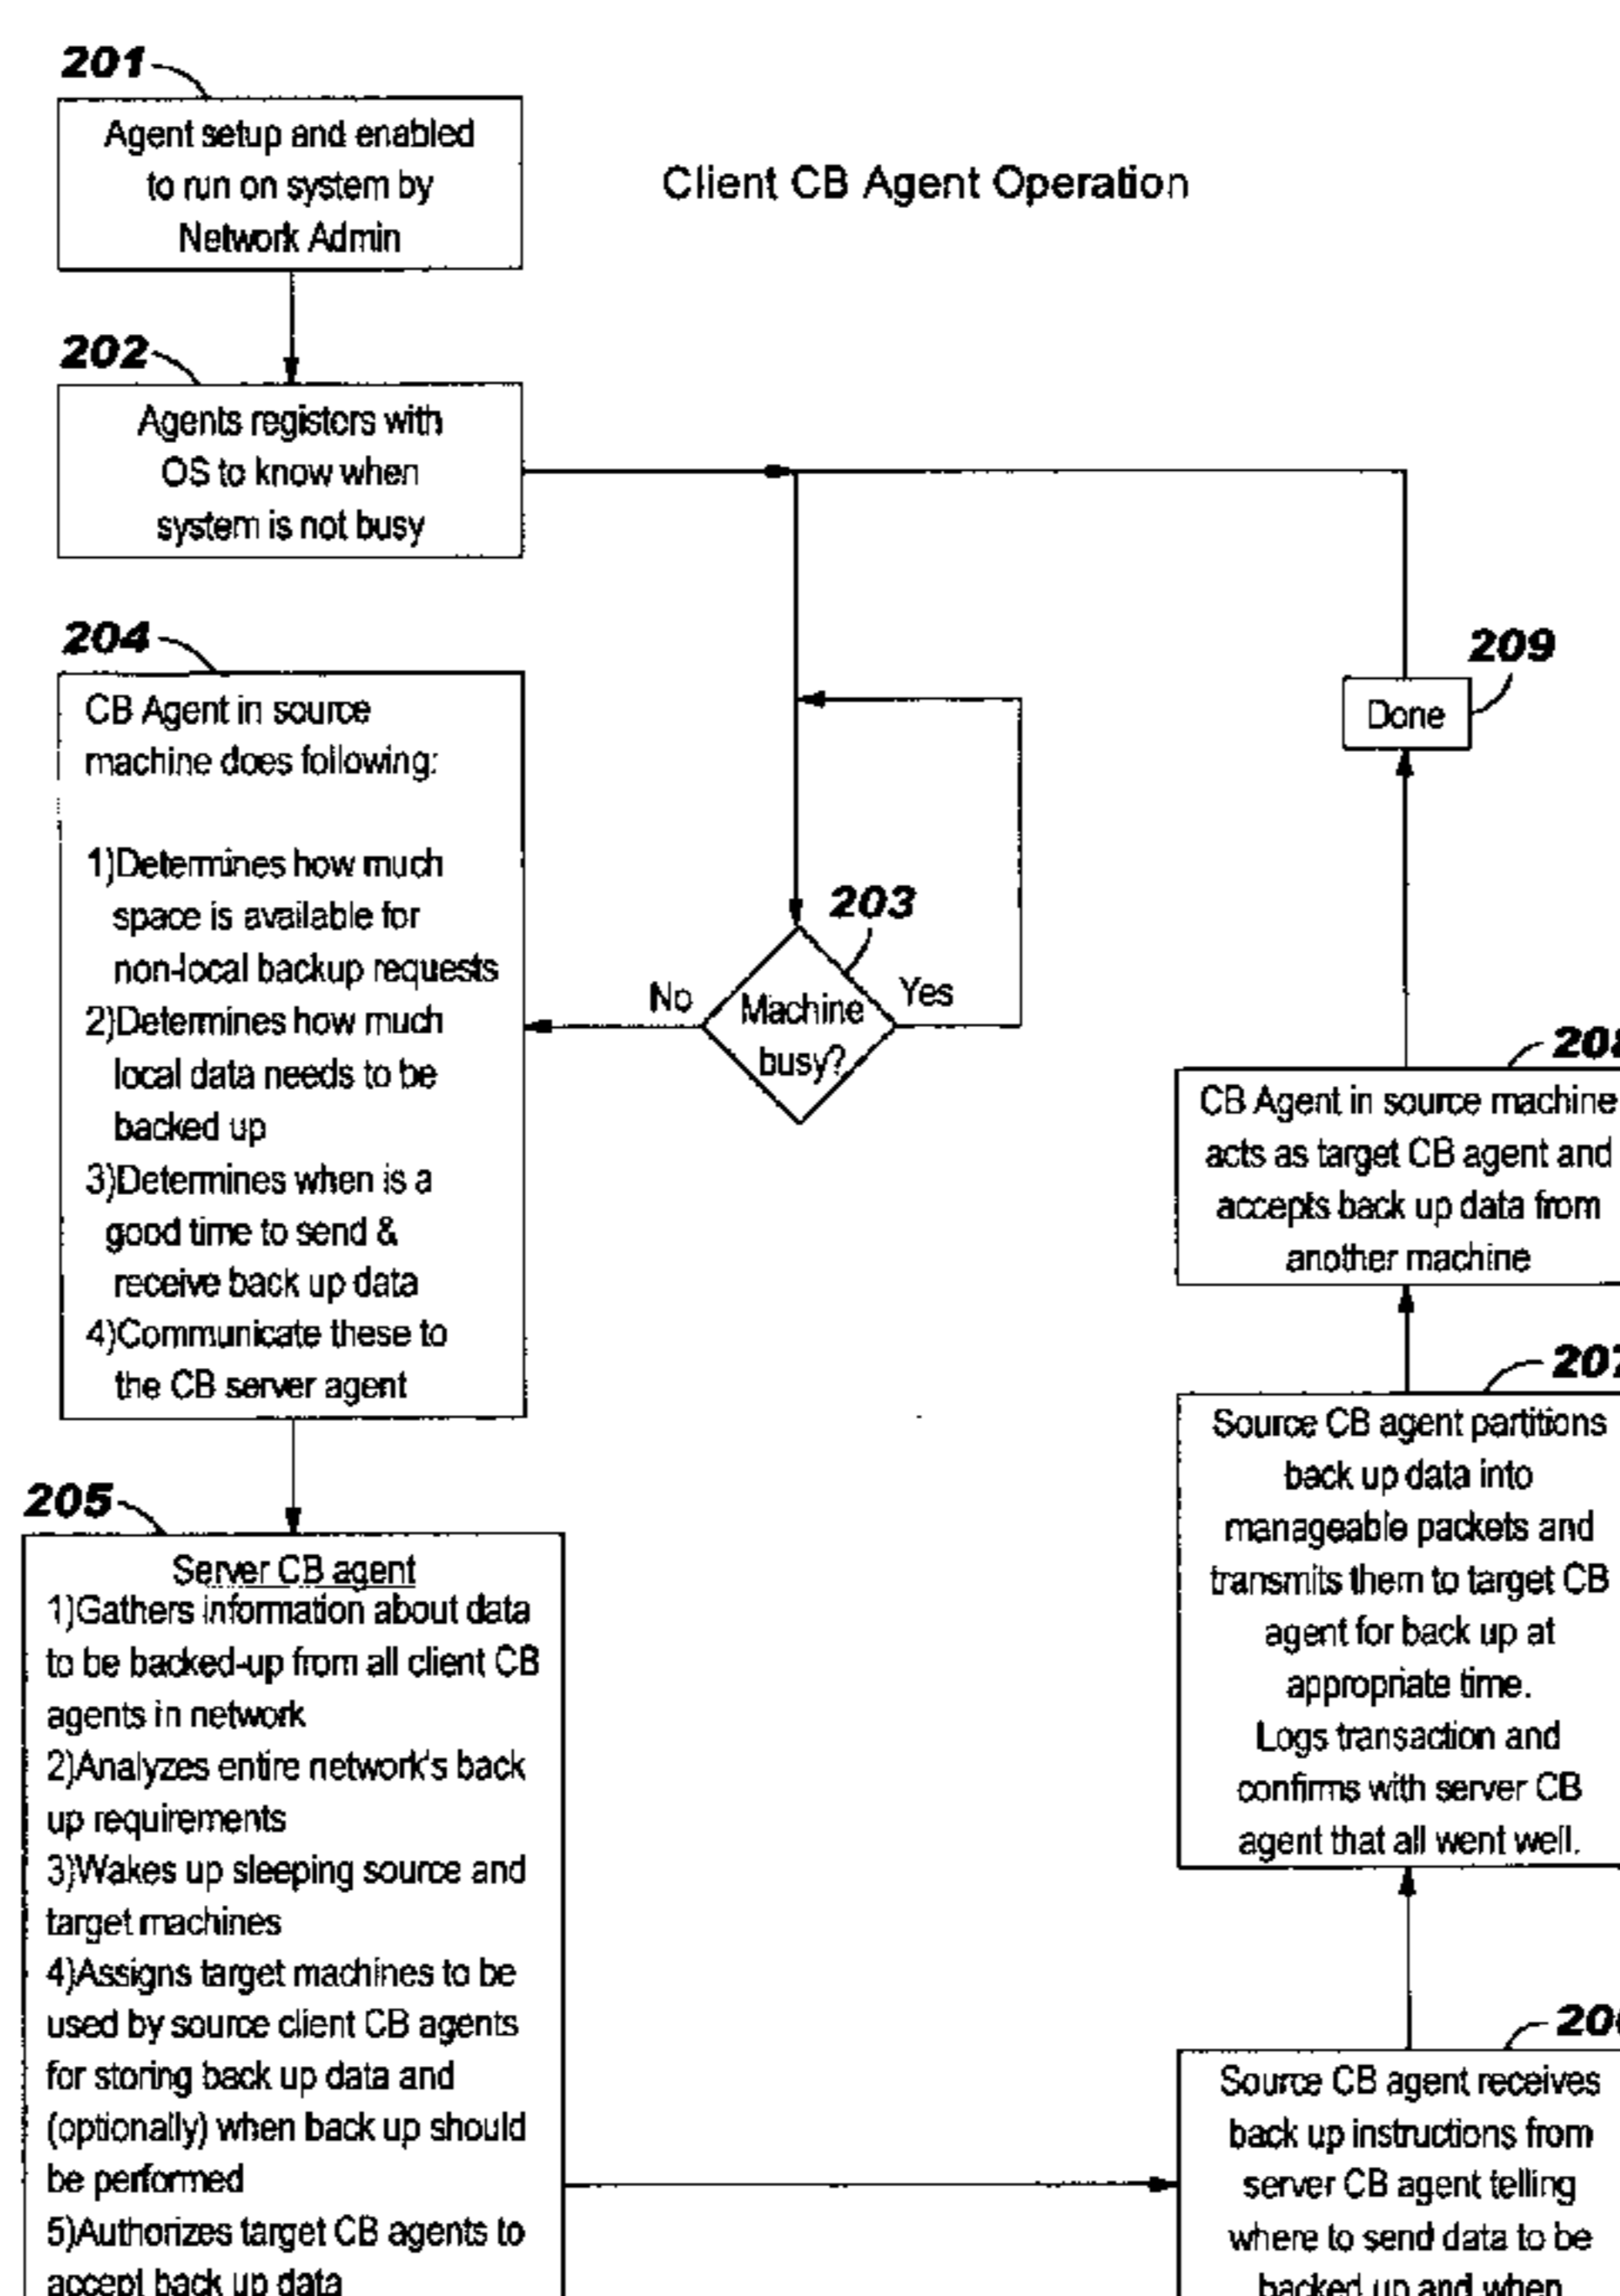 201
Agent setup and enabled
to run on system by
Network Admin
Client CB Agent Operation
202
Agents registers with
OS to know when
system is not busy
204
CB Agent in source
machine does following:
1)Determines how much
space is available for
non-local backup requests
2)Determines how much
local data needs to be
backed up
3)Determines when is a
good time to send &
receive back up data
4)Communicate these to
the CB server agent
203
No
Machine
busy?
Yes
209
Done
208
CB Agent in source machine
acts as target CB agent and
accepts back up data from
another machine
207
Source CB agent partitions
back up data into
manageable packets and
transmits them to target CB
agent for back up at
appropriate time.
Logs transaction and
confirms with server CB
agent that all went well.
205
Server CB agent
1)Gathers information about data
to be backed-up from all client CB
agents in network
2)Analyzes entire network's back
up requirements
3)Wakes up sleeping source and
target machines
4)Assigns target machines to be
used by source client CB agents
for storing back up data and
(optionally) when back up should
be performed
5)Authorizes target CB agents to
accept back up data
206
Source CB agent receives
back up instructions from
server CB agent telling
where to send data to be
backed up and when